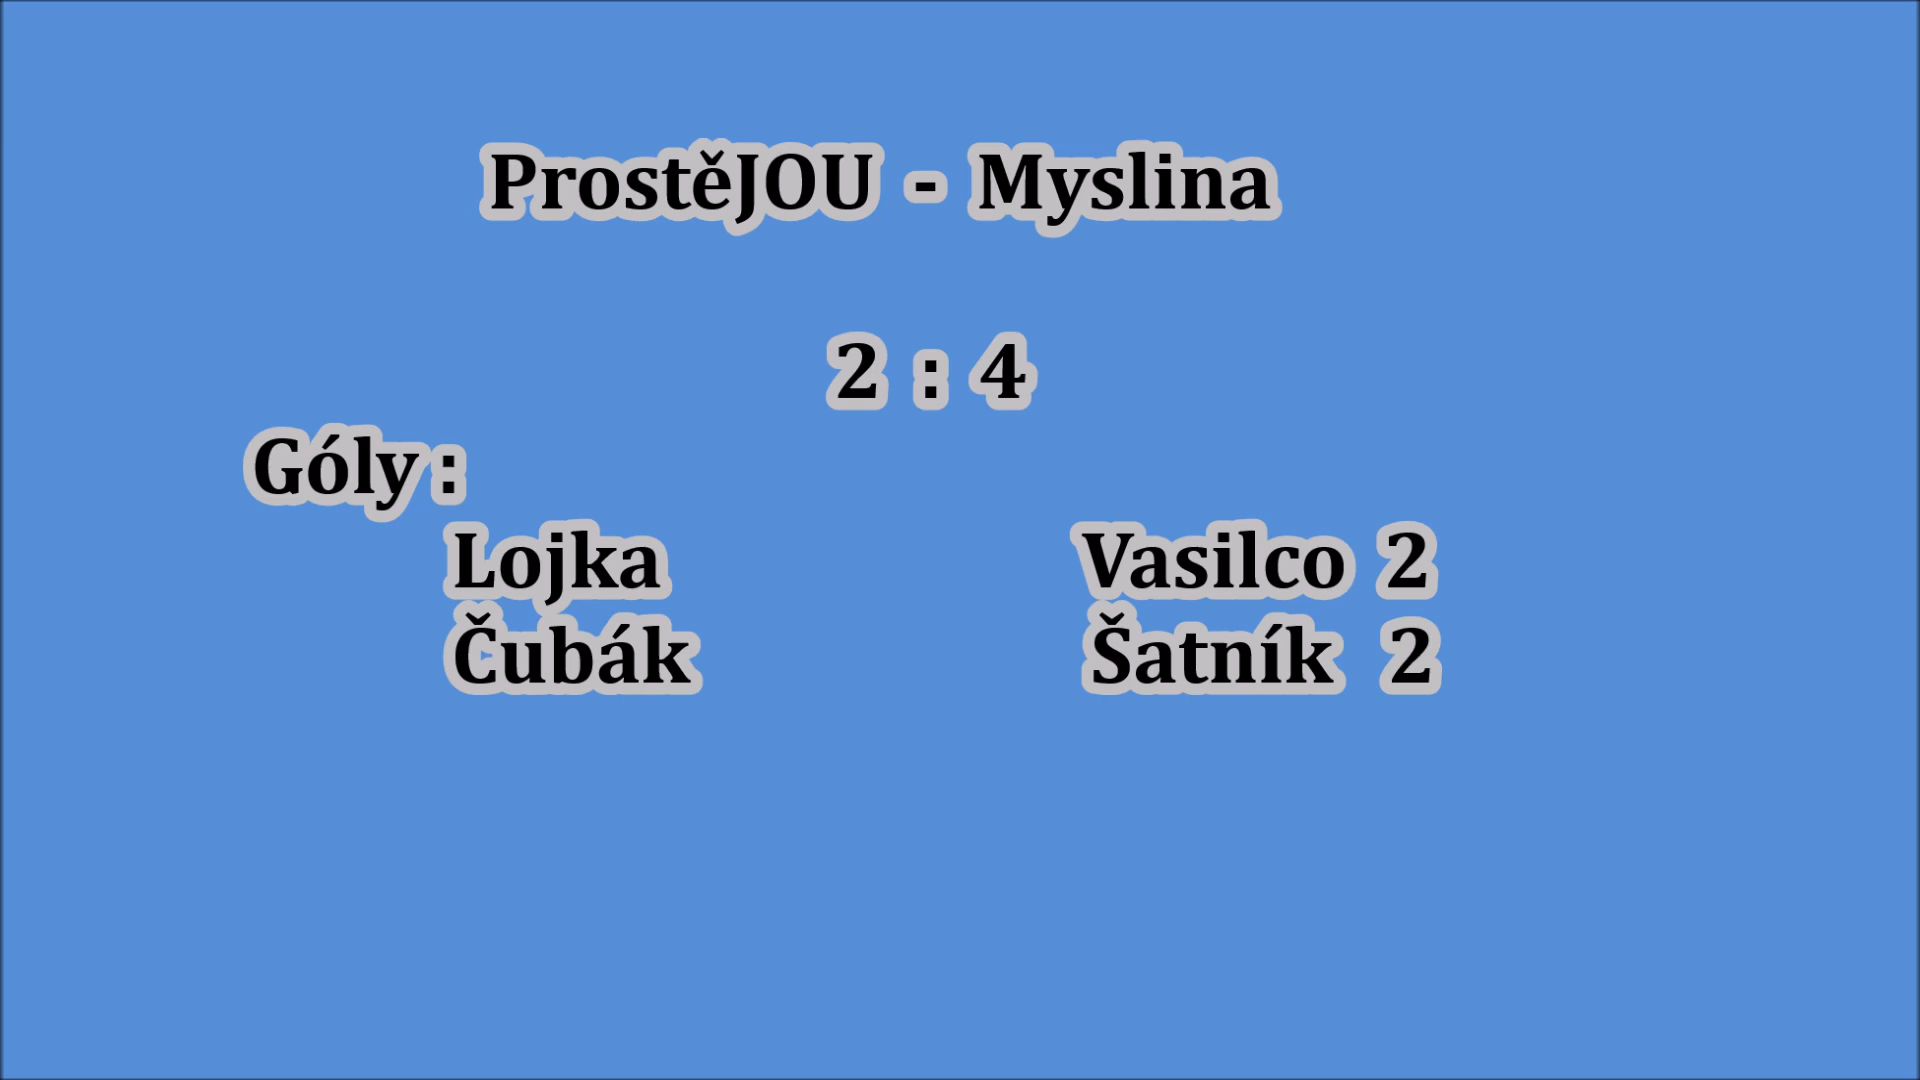 ProstěJOU - Myslina
2 : 4
Góly :
Lojka Vasilco 2
Čubák Šatník 2